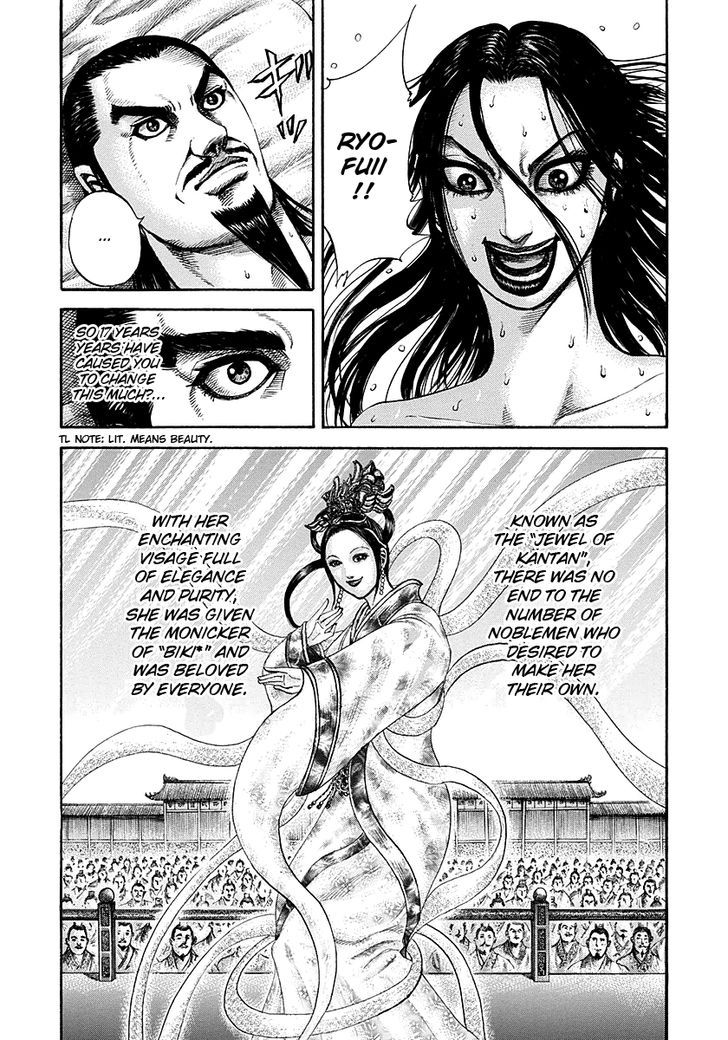 RYO-
FUII
!!
ギロッ
...
SO 17 YEARS
YEARS HAVE
CAUSED YOU
TO CHANGE
THIS MUCH?...
TL NOTE: LIT. MEANS BEAUTY.
KNOWN AS
THE "JEWEL OF
KANTAN",
THERE WAS NO
END TO THE
NUMBER OF
NOBLEMEN WHO
DESIRED TO
MAKE HER
THEIR OWN.
WITH HER
ENCHANTING
VISAGE FULL
OF ELEGANCE
AND PURITY,
SHE WAS GIVEN
THE MONICKER
OF "BIKI*" AND
WAS BELOVED
BY EVERYONE.